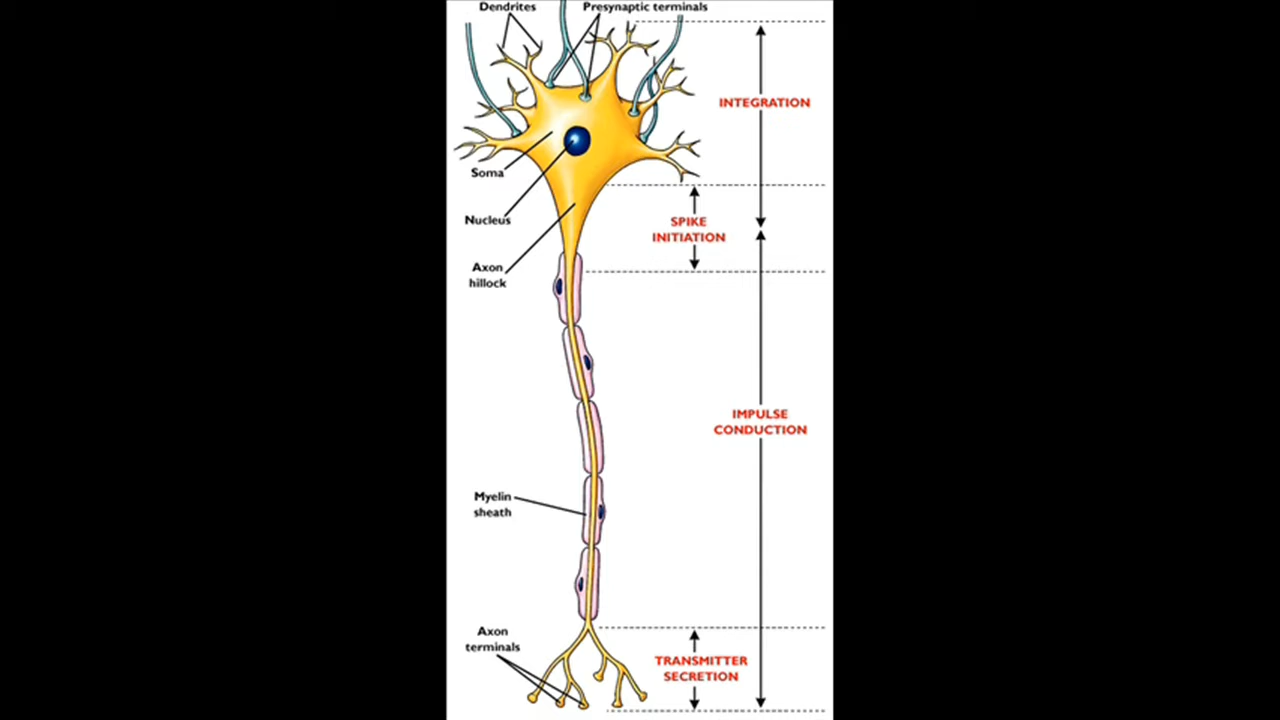 Dendrites
Presynaptic terminals
INTEGRATION
Soma
Nucleus
SPIKE
INITIATION
Axon
hillock
IMPULSE
CONDUCTION
Myelin
sheath
Axon
terminals
TRANSMITTER
SECRETION